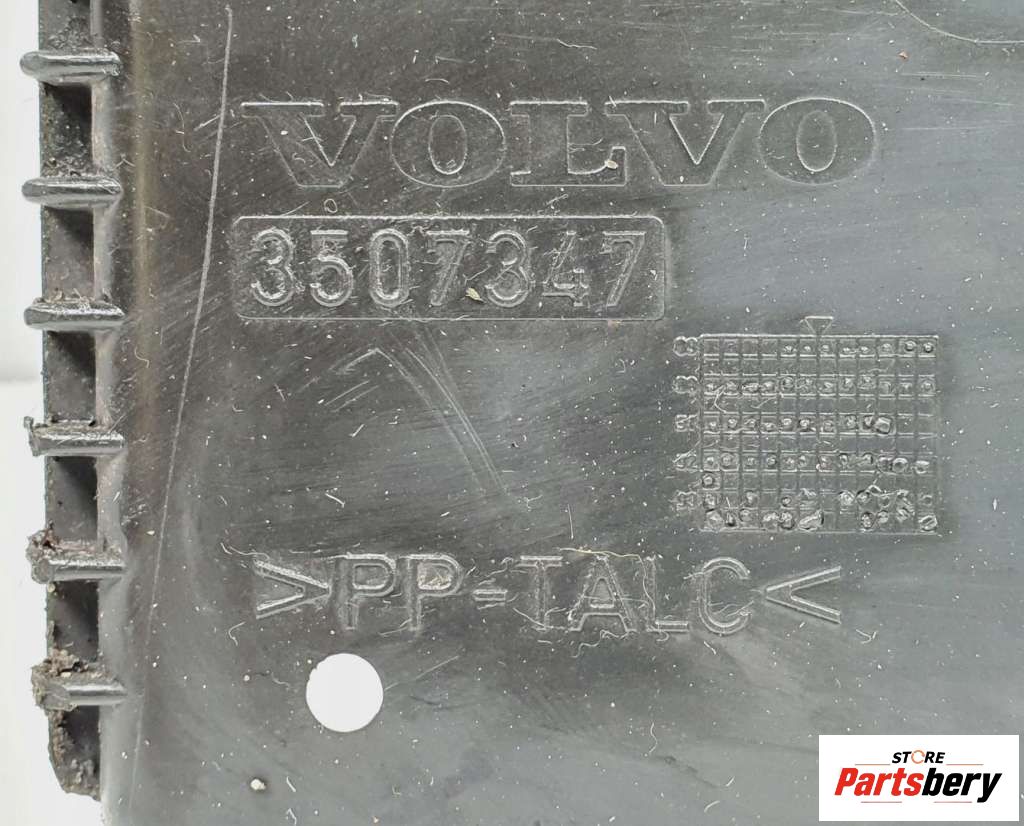 VOLVO
3507347
>PP-TALC<
STORE
Partsbery